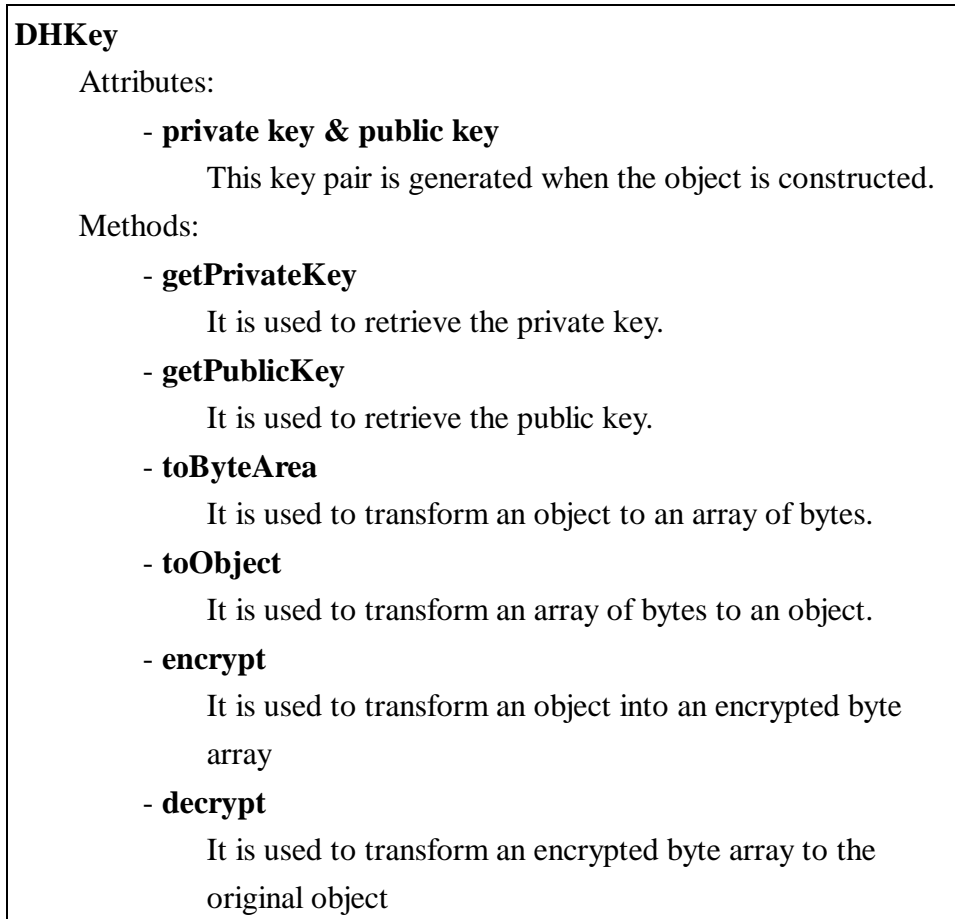 DHKey
Attributes:
- private key & public key
This key pair is generated when the object is constructed.
Methods:
- getPrivateKey
It is used to retrieve the private key.
- getPublicKey
It is used to retrieve the public key.
- toByteArea
It is used to transform an object to an array of bytes.
- toObject
It is used to transform an array of bytes to an object.
- encrypt
It is used to transform an object into an encrypted byte
array
- decrypt
It is used to transform an encrypted byte array to the
original object